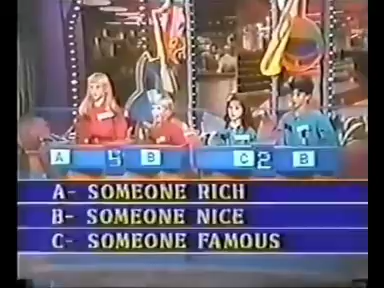 A 5 B C 2 B
A- SOMEONE RICH
B- SOMEONE NICE
C- SOMEONE FAMOUS